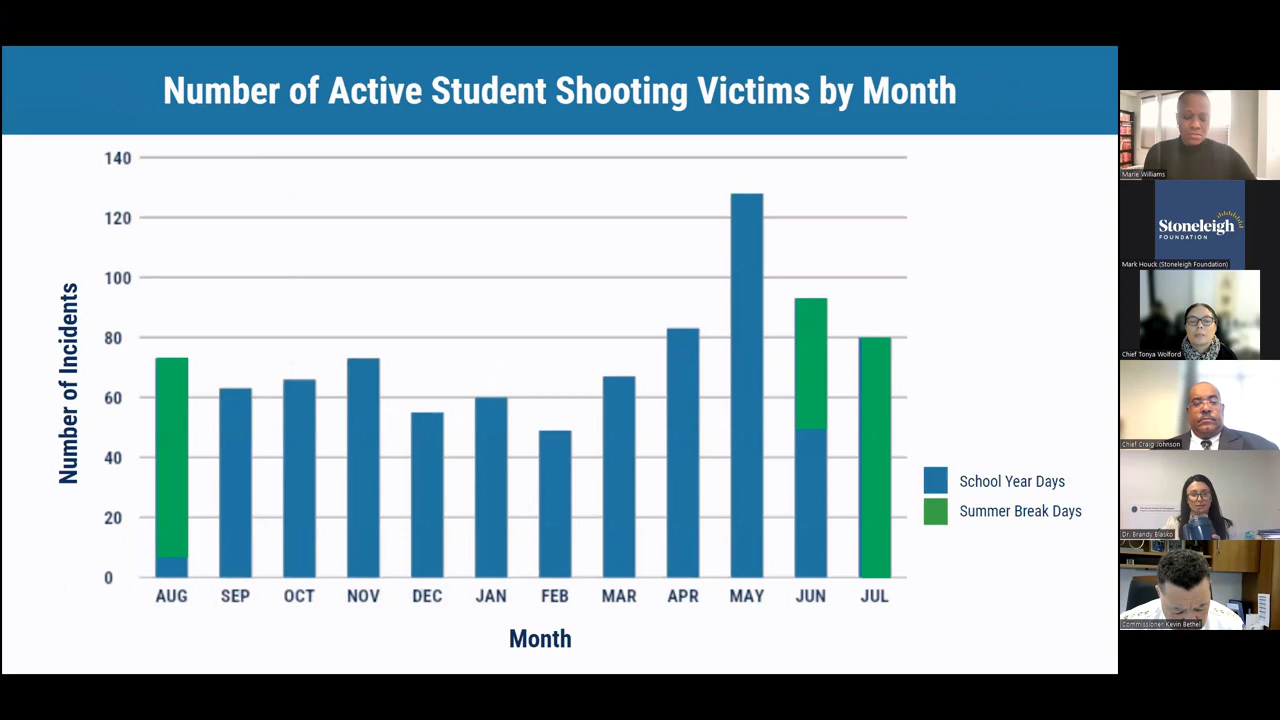 Number of Active Student Shooting Victims by Month
140
120
100
80
60
40
20
0
Number of Incidents
AUG SEP OCT NOV DEC JAN FEB MAR APR MAY JUN JUL
Month
School Year Days
Summer Break Days
Marie Williams
Stoneleigh
FOUNDATION
Mark Houck (Stoneleigh Foundation)
Chief Tonya Wolford
Chief Craig Johnson
Dr. Brandy Blasko
Commissioner Kevin Bethel